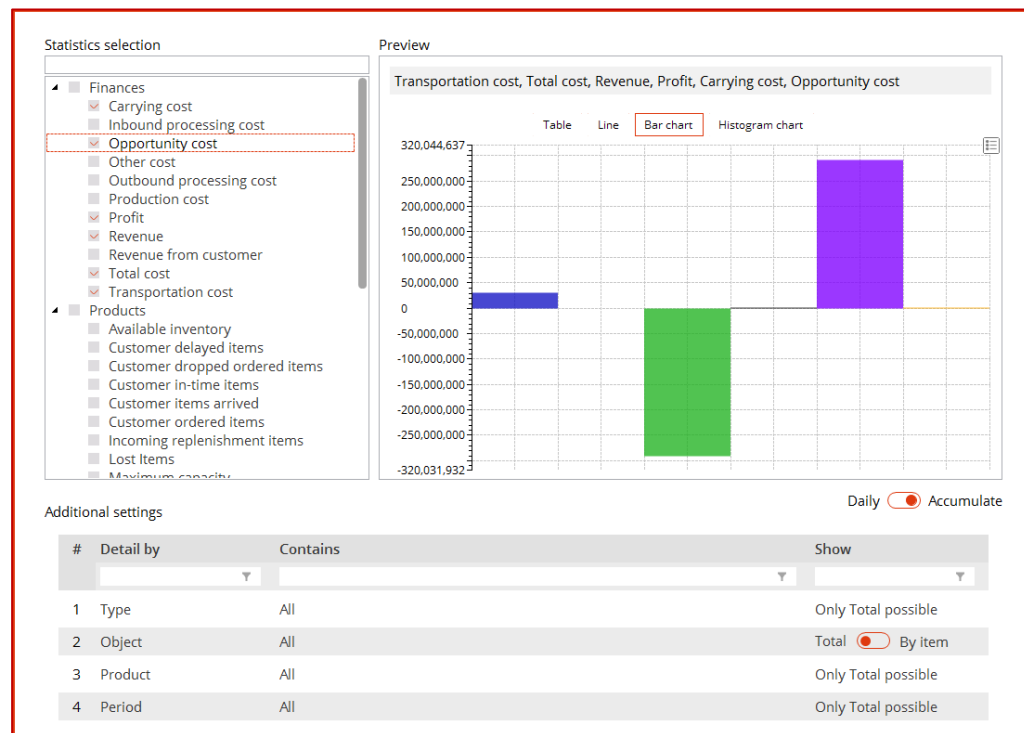 Statistics selection
Finances
Carrying cost
Inbound processing cost
Opportunity cost
Other cost
Outbound processing cost
Production cost
Profit
Revenue
Revenue from customer
Total cost
Transportation cost
Products
Available inventory
Customer delayed items
Customer dropped ordered items
Customer in-time items
Customer items arrived
Customer ordered items
Incoming replenishment items
Lost Items
Maximum capacity
Preview
Transportation cost, Total cost, Revenue, Profit, Carrying cost, Opportunity cost
Table Line Bar chart Histogram chart
320,044,637
250,000,000
200,000,000
150,000,000
100,000,000
50,000,000
0
-50,000,000
-100,000,000
-150,000,000
-200,000,000
-250,000,000
-320,031,932
Daily Accumulate
Additional settings
# Detail by Contains Show
1 Type All Only Total possible
2 Object All Total By item
3 Product All Only Total possible
4 Period All Only Total possible